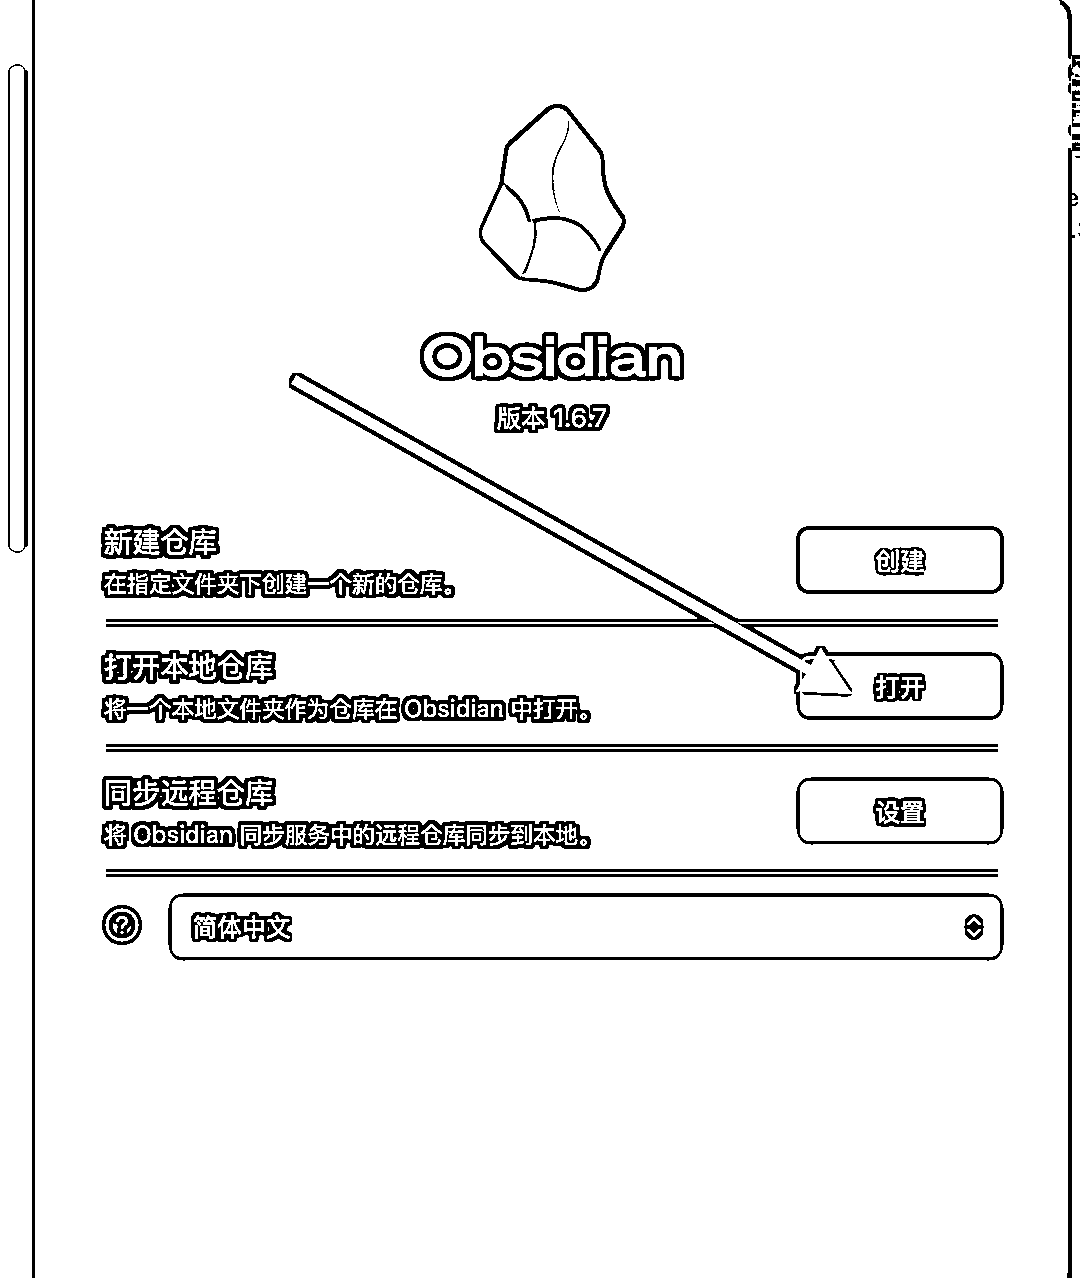 Obsidian
版本 1.6.7
新建仓库
在指定文件夹下创建一个新的仓库。
创建
打开本地仓库
将一个本地文件夹作为仓库在 Obsidian 中打开。
打开
同步远程仓库
将 Obsidian 同步服务中的远程仓库同步到本地。
设置
简体中文